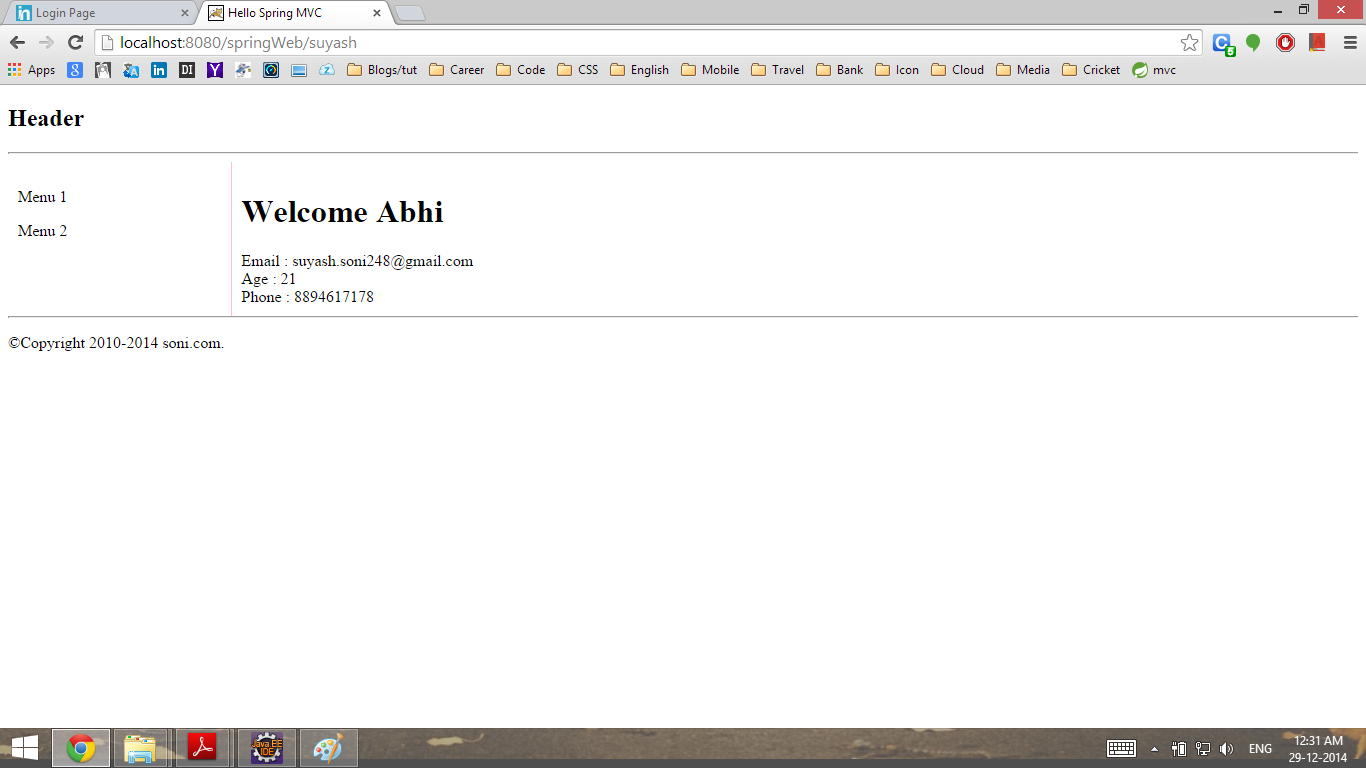 Login Page
Hello Spring MVC
localhost:8080/springWeb/suyash
Apps
Blogs/tut
Career
Code
CSS
English
Mobile
Travel
Bank
Icon
Cloud
Media
Cricket
mvc
Header
Menu 1
Menu 2
Welcome Abhi
Email : suyash.soni248@gmail.com
Age : 21
Phone : 8894617178
©Copyright 2010-2014 soni.com.
Java EE
IDE
ENG
12:31 AM
29-12-2014